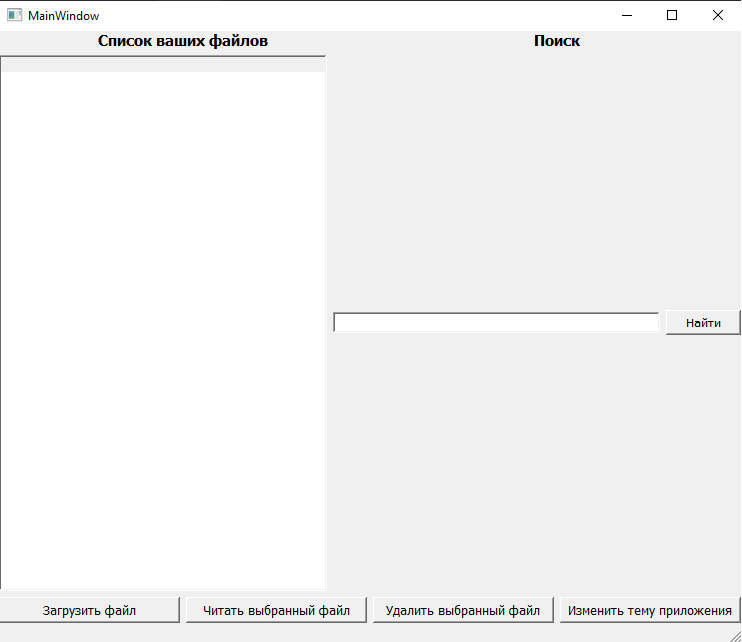 MainWindow
Список ваших файлов
Поиск
Найти
Загрузить файл
Читать выбранный файл
Удалить выбранный файл
Изменить тему приложения